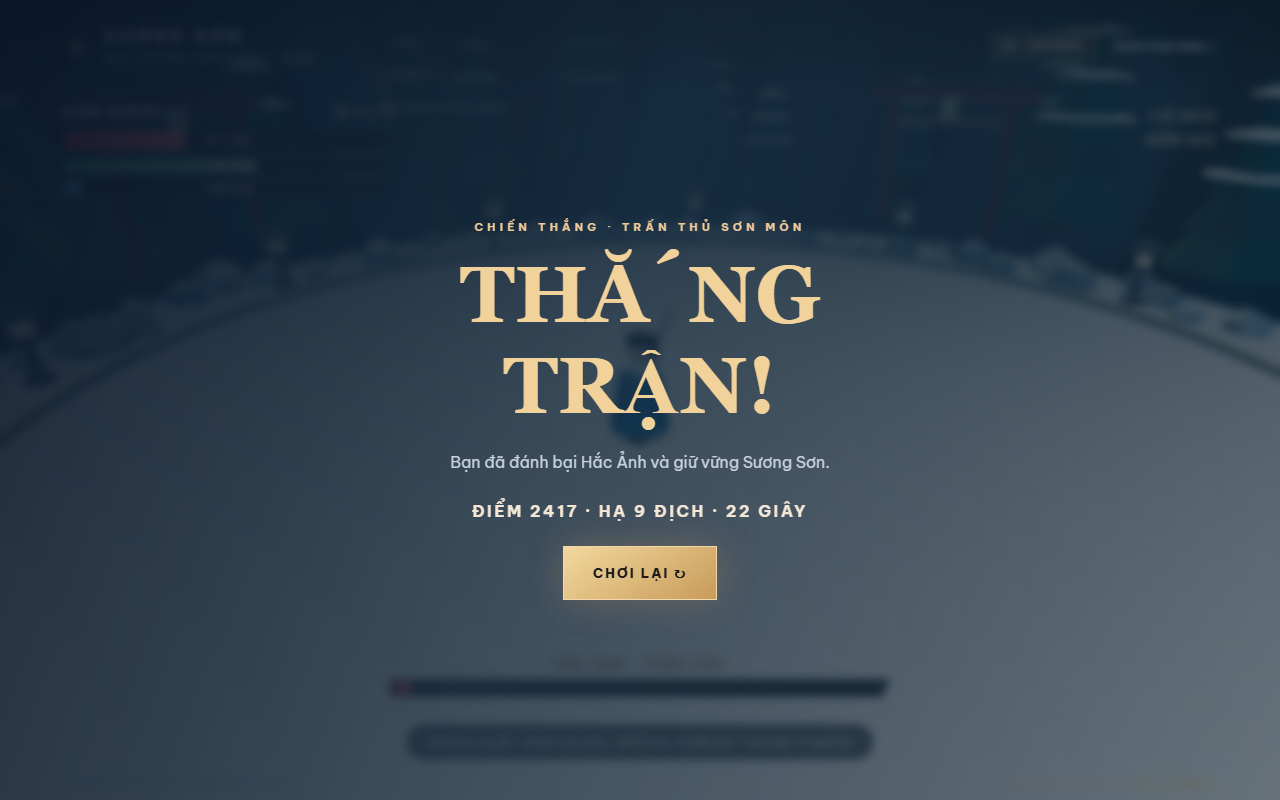 CHIẾN THẮNG · TRẤN THỦ SƠN MÔN
THẮNG
TRẬN!
Bạn đã đánh bại Hắc Ảnh và giữ vững Sương Sơn.
ĐIỂM 2417 · HẠ 9 ĐỊCH · 22 GIÂY
CHƠI LẠI ↻